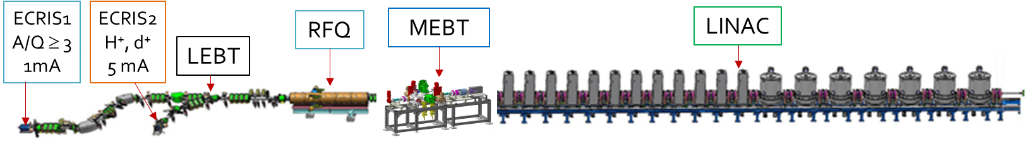 ECRIS1
A/Q ≥ 3
1mA
ECRIS2
H⁺, d⁺
5 mA
LEBT
RFQ
MEBT
LINAC